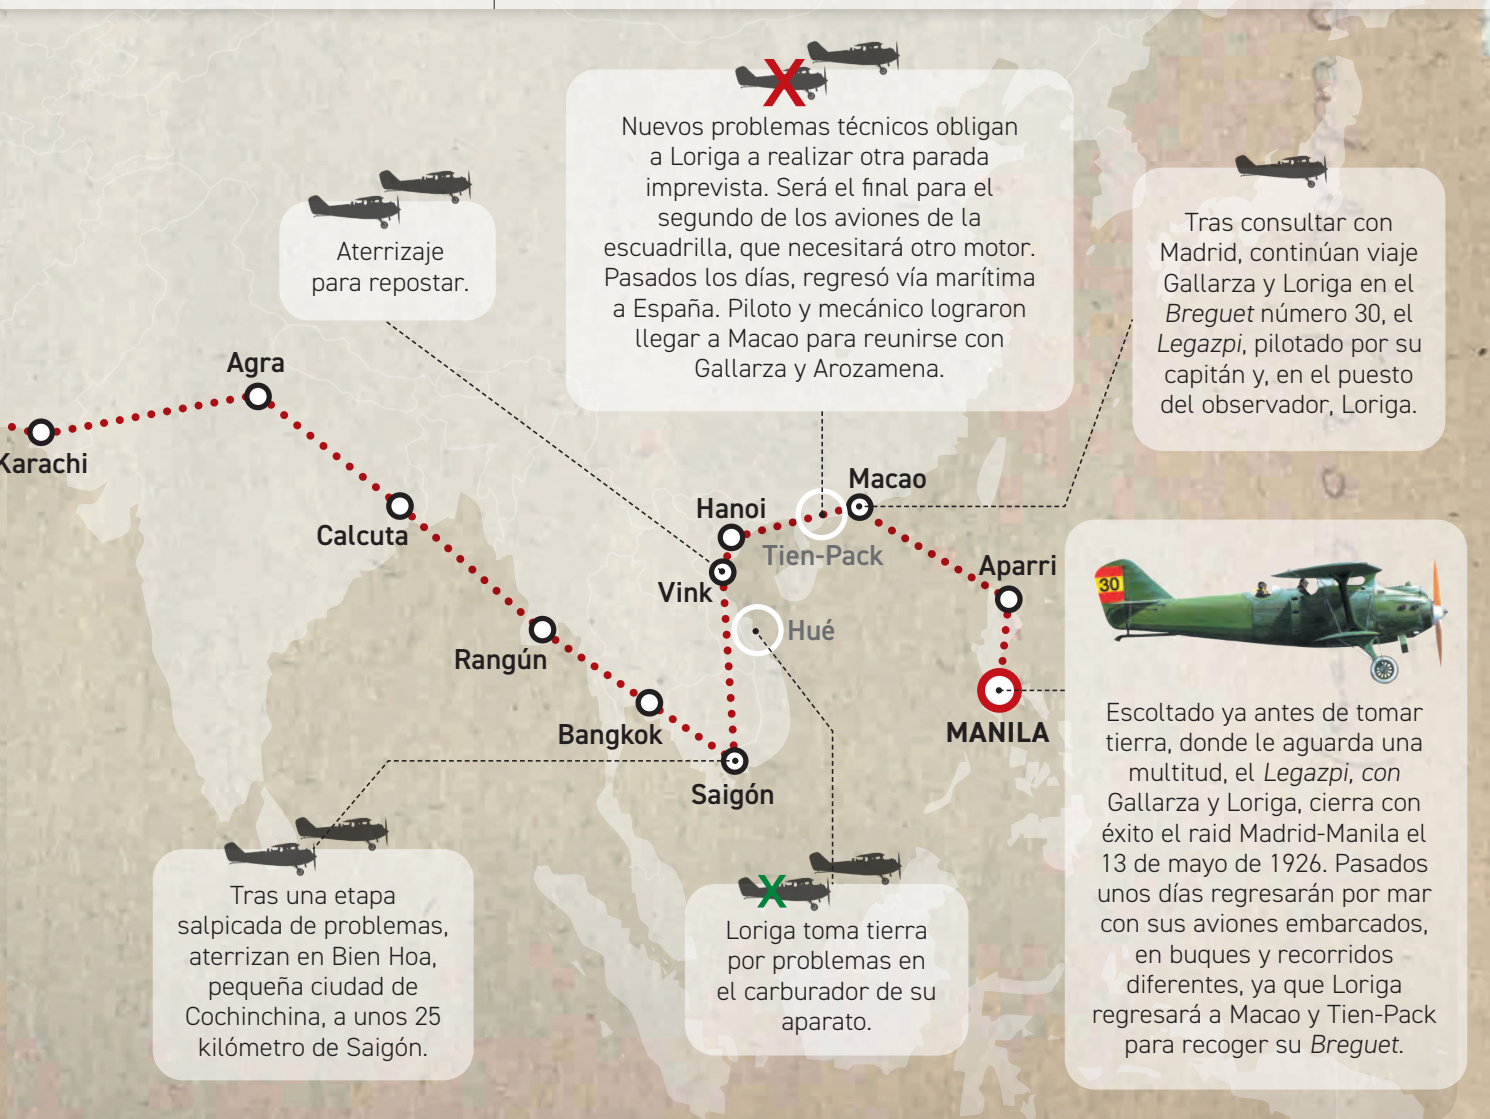 Nuevos problemas técnicos obligan
a Loriga a realizar otra parada
imprevista. Será el final para el
segundo de los aviones de la
escuadrilla, que necesitará otro motor.
Pasados los días, regresó vía marítima
a España. Piloto y mecánico lograron
llegar a Macao para reunirse con
Gallarza y Arozamena.
Aterrizaje
para repostar.
Tras consultar con
Madrid, continúan viaje
Gallarza y Loriga en el
Breguet número 30, el
Legazpi, pilotado por su
capitán y, en el puesto
del observador, Loriga.
Agra
Karachi
Calcuta
Rangún
Bangkok
Saigón
Vink
Hanoi
Tien-Pack
Hué
Macao
Aparri
MANILA
30
Escoltado ya antes de tomar
tierra, donde le aguarda una
multitud, el Legazpi, con
Gallarza y Loriga, cierra con
éxito el raid Madrid-Manila el
13 de mayo de 1926. Pasados
unos días regresarán por mar
con sus aviones embarcados,
en buques y recorridos
diferentes, ya que Loriga
regresará a Macao y Tien-Pack
para recoger su Breguet.
Tras una etapa
salpicada de problemas,
aterrizan en Bien Hoa,
pequeña ciudad de
Cochinchina, a unos 25
kilómetro de Saigón.
X
Loriga toma tierra
por problemas en
el carburador de su
aparato.